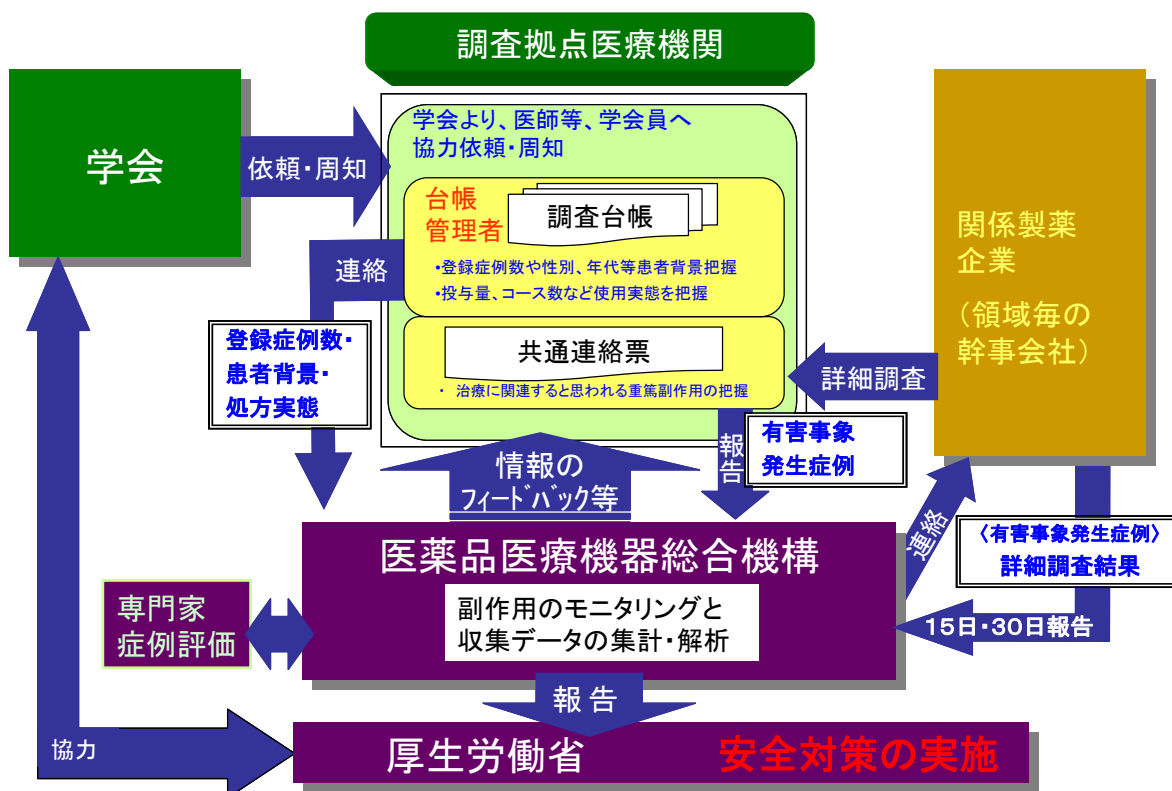 調査拠点医療機関
学会
依頼・周知
学会より、医師等、学会員へ
協力依頼・周知
台帳
管理者
調査台帳
・登録症例数や性別、年代等患者背景把握
・投与量、コース数など使用実態を把握
共通連絡票
・ 治療に関連すると思われる重篤副作用の把握
連絡
登録症例数・
患者背景・
処方実態
関係製薬
企業
（領域毎の
幹事会社）
詳細調査
報告
有害事象
発生症例
情報の
フィードバック等
連絡
〈有害事象発生症例〉
詳細調査結果
15日・30日報告
医薬品医療機器総合機構
副作用のモニタリングと
収集データの集計・解析
専門家
症例評価
報 告
協力
厚生労働省 安全対策の実施